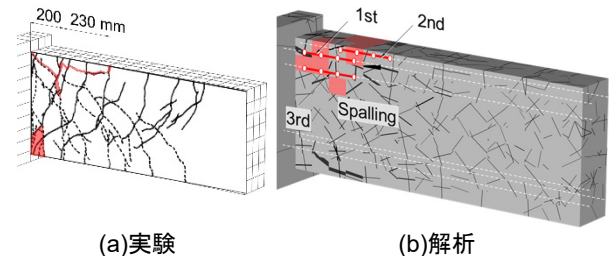 200 230 mm
1st
2nd
3rd
Spalling
(a)実験
(b)解析